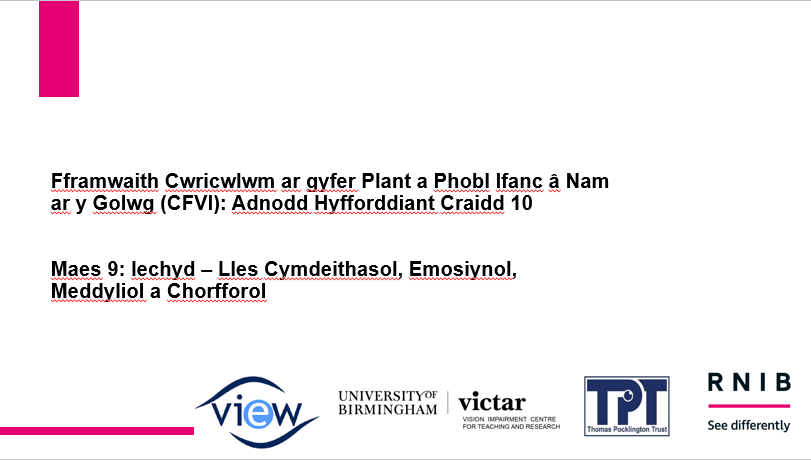 Fframwaith Cwricwlwm ar gyfer Plant a Phobl Ifanc â Nam
ar y Golwg (CFVI): Adnodd Hyfforddiant Craidd 10
Maes 9: Iechyd – Lles Cymdeithasol, Emosiynol,
Meddyliol a Chorfforol
view
UNIVERSITYOF
BIRMINGHAM
victar
VISION IMPAIRMENT CENTRE
FOR TEACHING AND RESEARCH
TPT
Thomas Pocklington Trust
RNIB
See differently